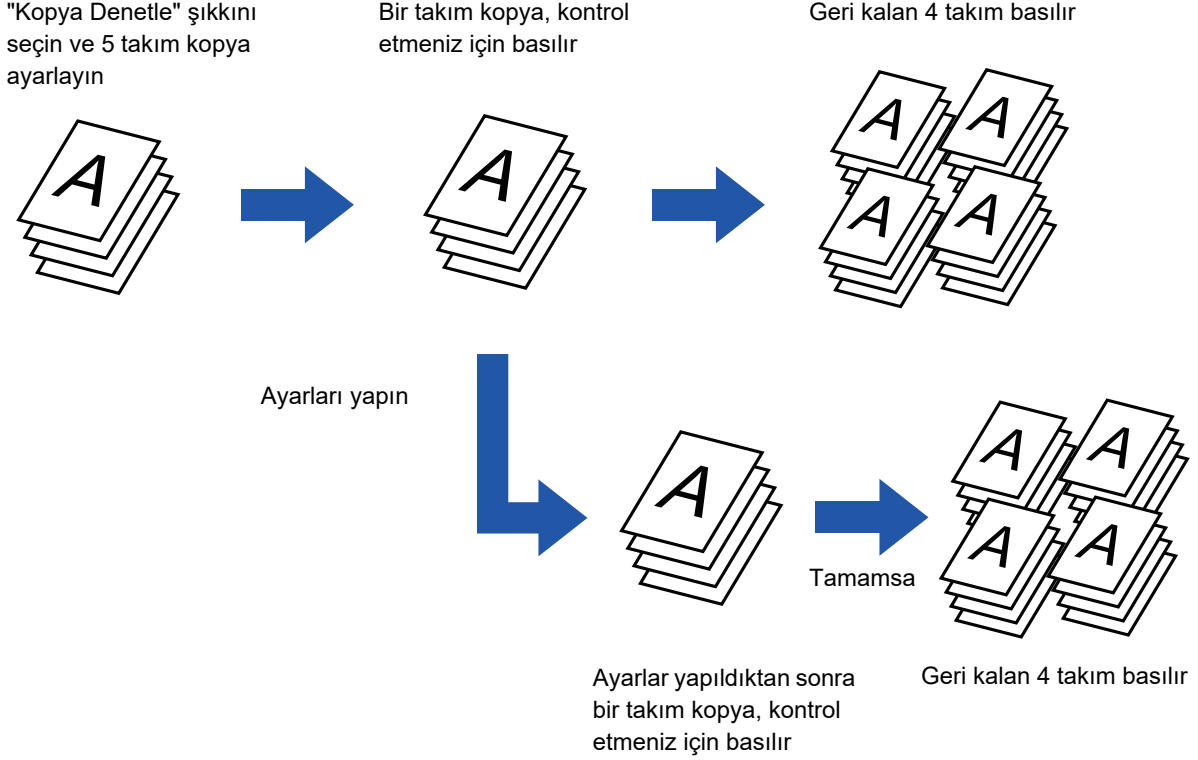 "Kopya Denetle" şıkkını
seçin ve 5 takım kopya
ayarlayın
Bir takım kopya, kontrol
etmeniz için basılır
Geri kalan 4 takım basılır
A
A
A
A
A
A
Ayarları yapın
A
A
A
A
A
Tamamsa
Ayarlar yapıldıktan sonra
bir takım kopya, kontrol
etmeniz için basılır
Geri kalan 4 takım basılır